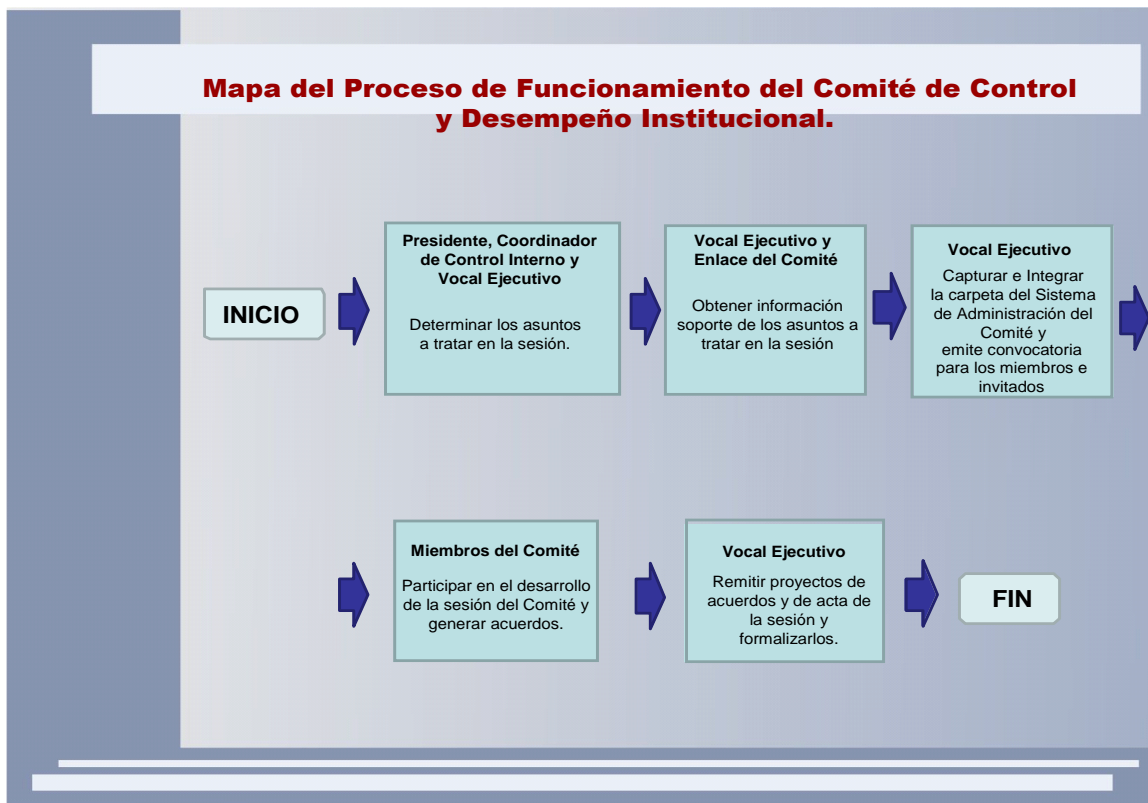 Mapa del Proceso de Funcionamiento del Comité de Control
y Desempeño Institucional.
INICIO
Presidente, Coordinador
de Control Interno y
Vocal Ejecutivo
Determinar los asuntos
a tratar en la sesión.
Vocal Ejecutivo y
Enlace del Comité
Obtener información
soporte de los asuntos a
tratar en la sesión
Vocal Ejecutivo
Capturar e Integrar
la carpeta del Sistema
de Administración del
Comité y
emite convocatoria
para los miembros e
invitados
Miembros del Comité
Participar en el desarrollo
de la sesión del Comité y
generar acuerdos.
Vocal Ejecutivo
Remitir proyectos de
acuerdos y de acta de
la sesión y
formalizarlos.
FIN